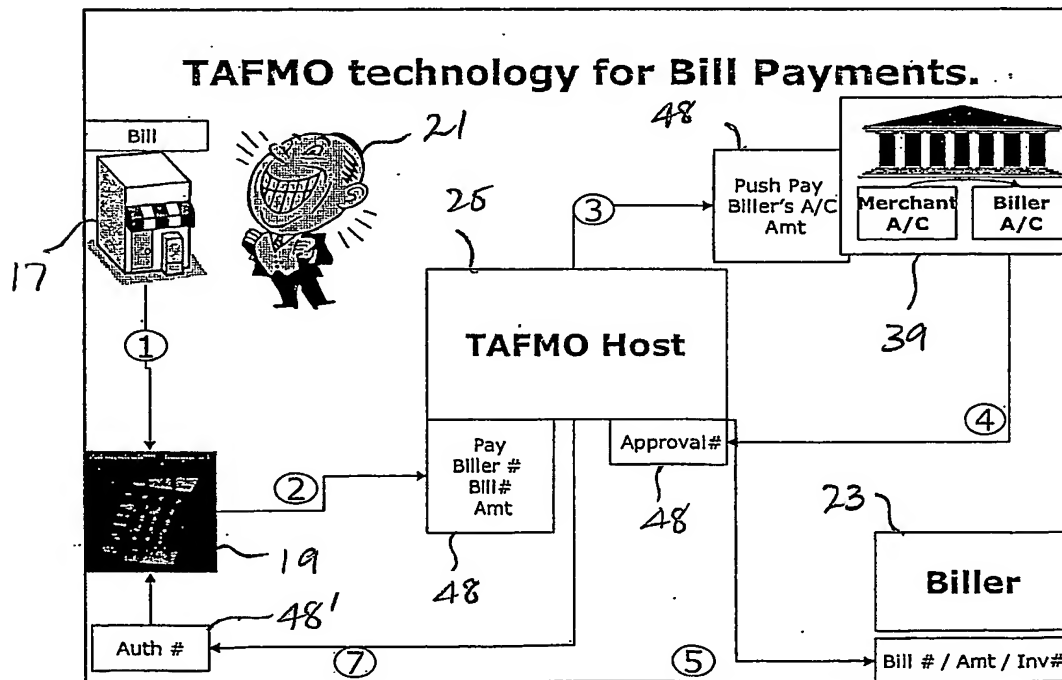 TAFMO technology for Bill Payments.
Bill
21
48
25
3
Push Pay
Biller's A/C
Amt
Merchant
A/C
Biller
A/C
17
1
TAFMO Host
39
4
Pay
Biller #
Bill#
Amt
Approval#
2
23
48
48
19
Biller
48'
Auth #
7
5
Bill # / Amt / Inv#